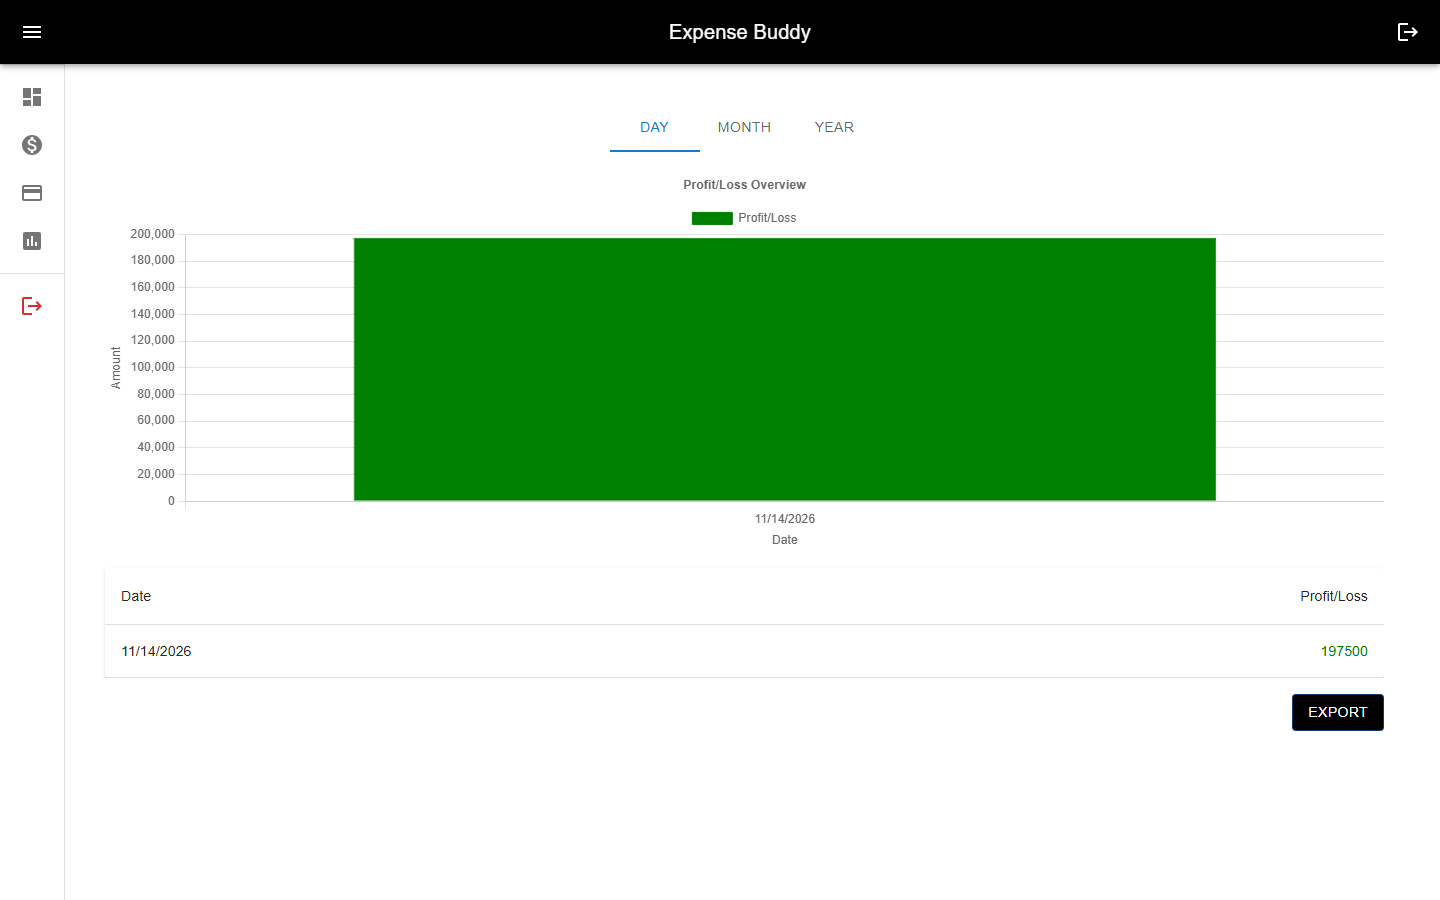 Expense Buddy
DAY MONTH YEAR
Profit/Loss Overview
Profit/Loss
200,000
180,000
160,000
140,000
120,000
100,000
80,000
60,000
40,000
20,000
0
Amount
11/14/2026
Date
Date Profit/Loss
11/14/2026 197500
EXPORT